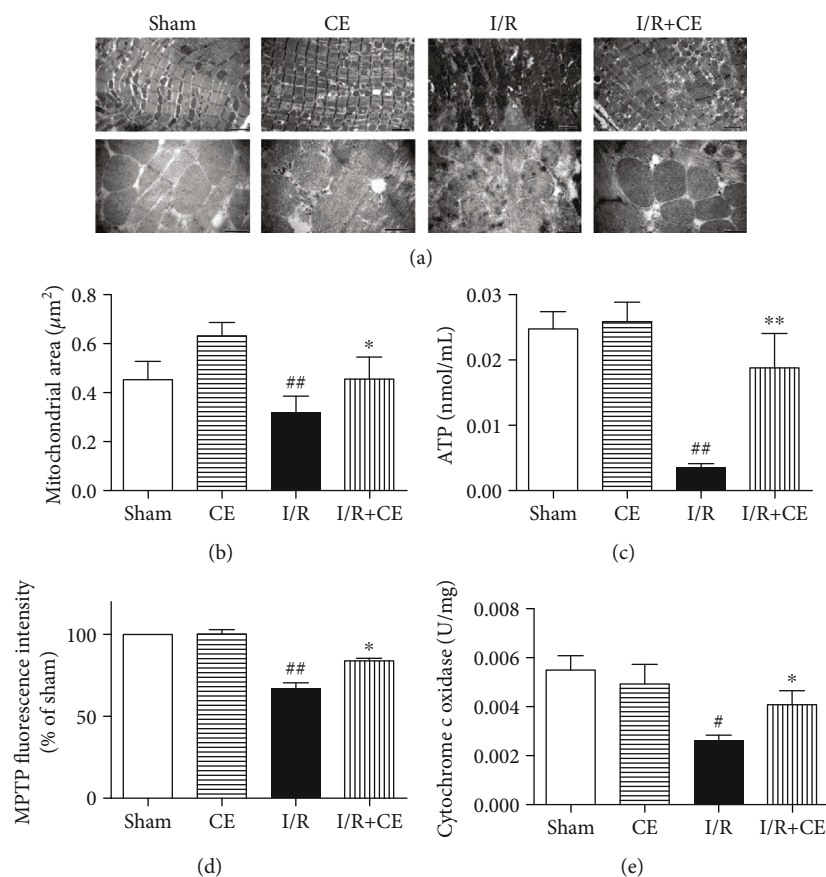 Sham CE I/R I/R+CE
(a)
Mitochondrial area (μm²)
0.8
0.6
0.4
0.4
0.0
##
*
Sham CE I/R I/R+CE
(b)
ATP (nmol/mL)
0.03
0.02
0.01
0.00
##
**
Sham CE I/R I/R+CE
(c)
MPTP fluorescence intensity
(% of sham)
100
50
0
##
*
Sham CE I/R I/R+CE
(d)
Cytochrome c oxidase (U/mg)
0.008
0.006
0.004
0.002
0.000
#
*
Sham CE I/R I/R+CE
(e)